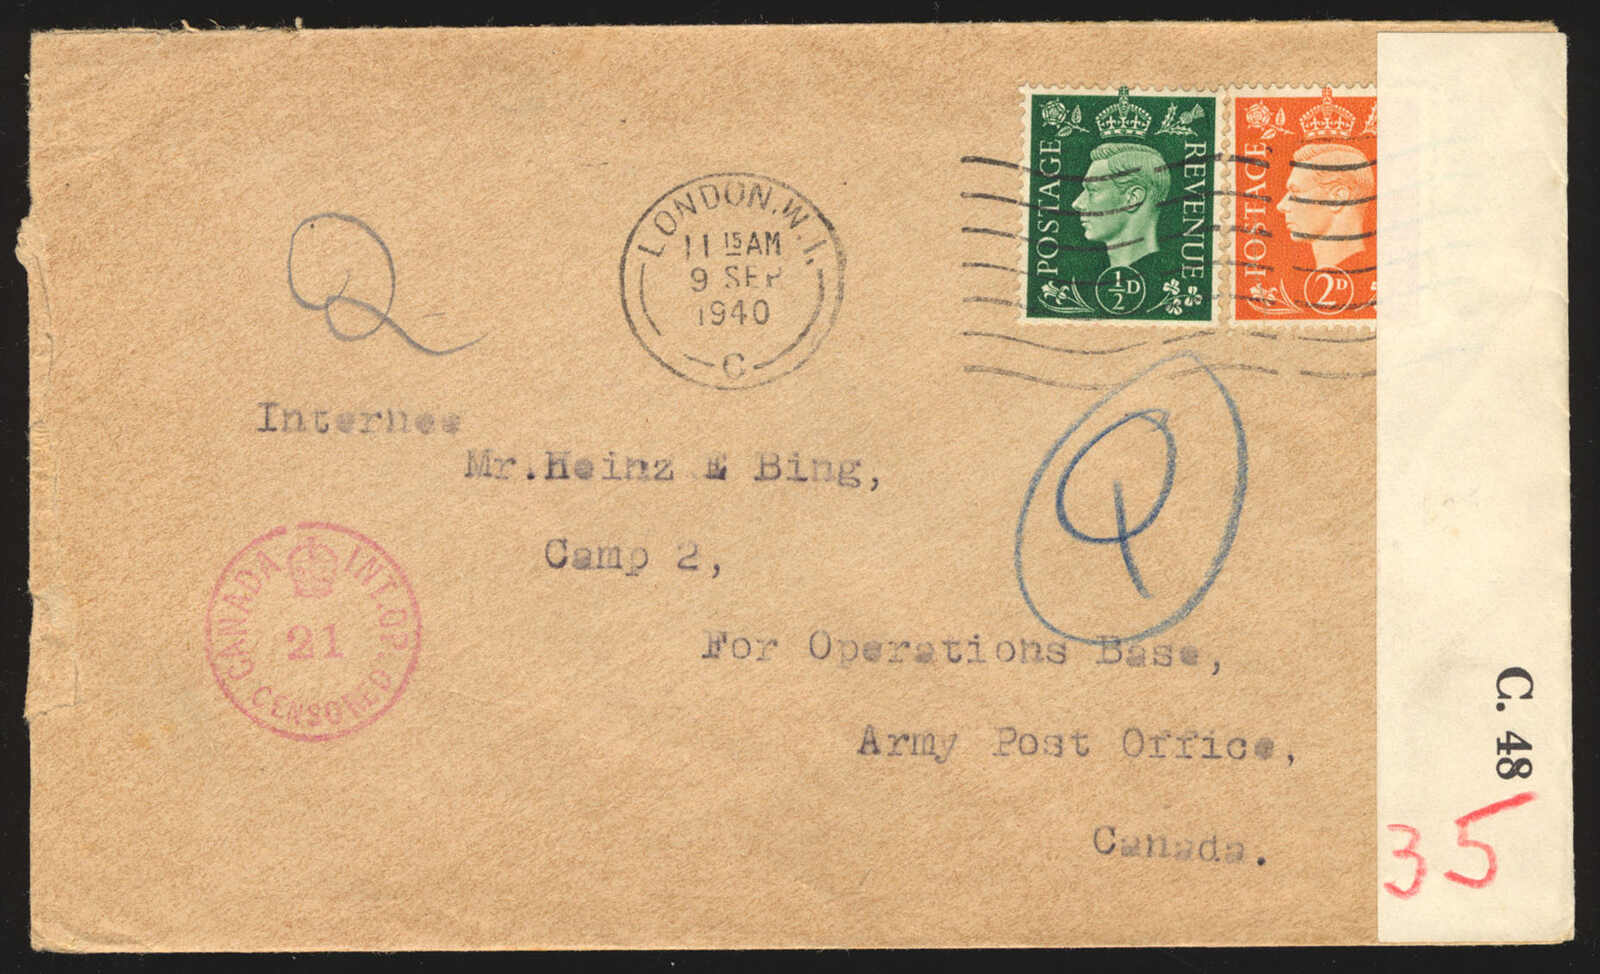 LONDON.W.1.
11 15 AM
9 SEP
1940
C
POSTAGE REVENUE
½D
POSTAGE
2D
Q
Internee
Mr.Heinz E Bing,
Camp 2,
For Operations Base,
Army Post Office,
Canada.
Q
CANADA INT.OP.
21
CENSORED
C. 48
35